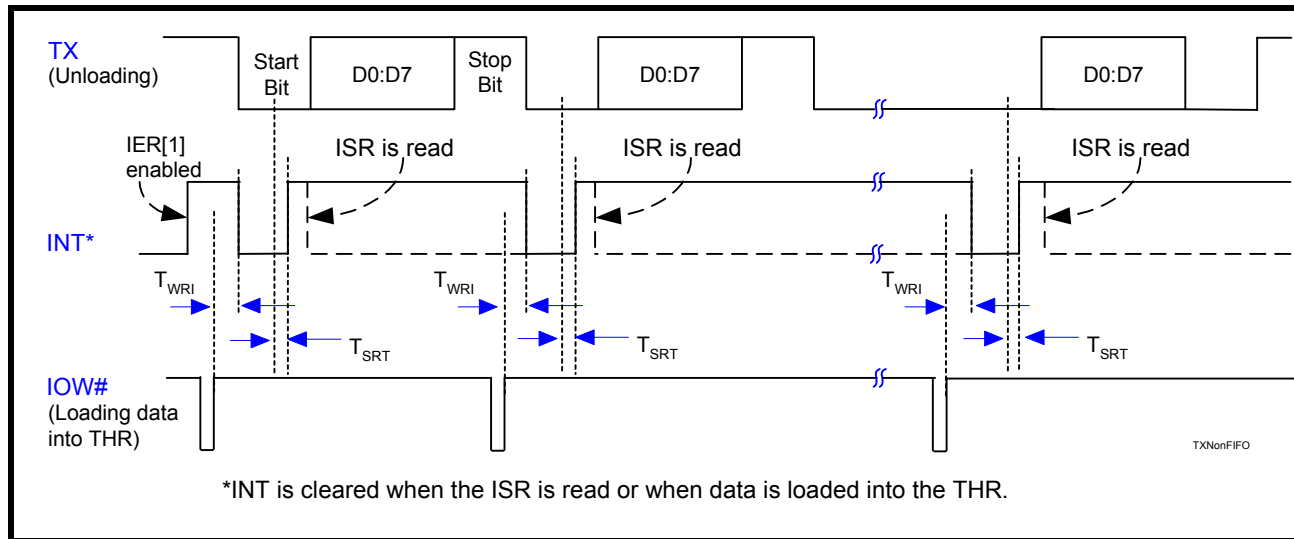 TX
(Unloading)
Start
Bit
D0:D7
Stop
Bit
D0:D7
D0:D7
IER[1]
enabled
ISR is read
ISR is read
ISR is read
INT*
TWRI
TWRI
TWRI
TSRT
TSRT
TSRT
IOW#
(Loading data
into THR)
TXNonFIFO
*INT is cleared when the ISR is read or when data is loaded into the THR.